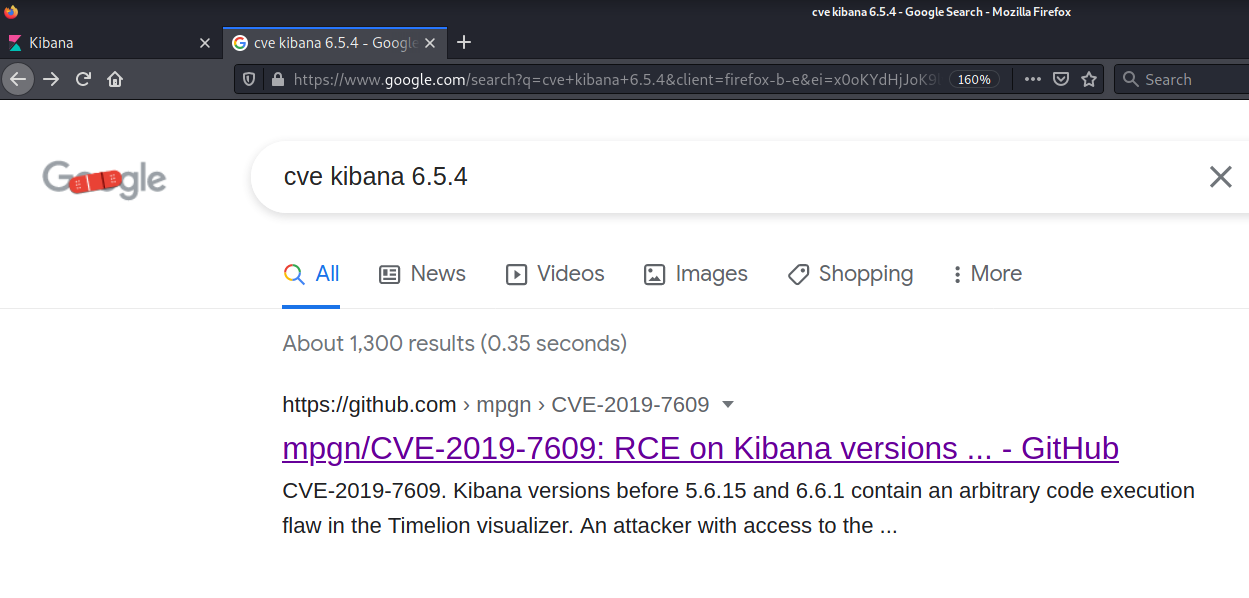 cve kibana 6.5.4 - Google Search - Mozilla Firefox
Kibana
cve kibana 6.5.4 - Google
https://www.google.com/search?q=cve+kibana+6.5.4&client=firefox-b-e&ei=x0oKYdHjJoK9 160% Search
Google
cve kibana 6.5.4
All News Videos Images Shopping More
About 1,300 results (0.35 seconds)
https://github.com › mpgn › CVE-2019-7609
mpgn/CVE-2019-7609: RCE on Kibana versions ... - GitHub
CVE-2019-7609. Kibana versions before 5.6.15 and 6.6.1 contain an arbitrary code execution
flaw in the Timelion visualizer. An attacker with access to the ...